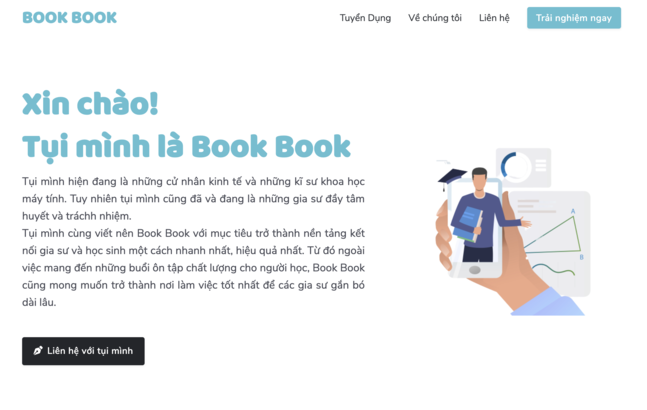 BOOK BOOK
Tuyển Dụng
Về chúng tôi
Liên hệ
Trải nghiệm ngay
Xin chào!
Tụi mình là Book Book
Tụi mình hiện đang là những cử nhân kinh tế và những kĩ sư khoa học
máy tính. Tuy nhiên tụi mình cũng đã và đang là những gia sư đầy tâm
huyết và tráchh nhiệm.
Tụi mình cùng viết nên Book Book với mục tiêu trở thành nền tảng kết
nối gia sư và học sinh một cách nhanh nhất, hiệu quả nhất. Từ đó ngoài
việc mang đến những buổi ôn tập chất lượng cho người học, Book Book
cũng mong muốn trở thành nơi làm việc tốt nhất để các gia sư gắn bó
dài lâu.
A
B
Liên hệ với tụi mình